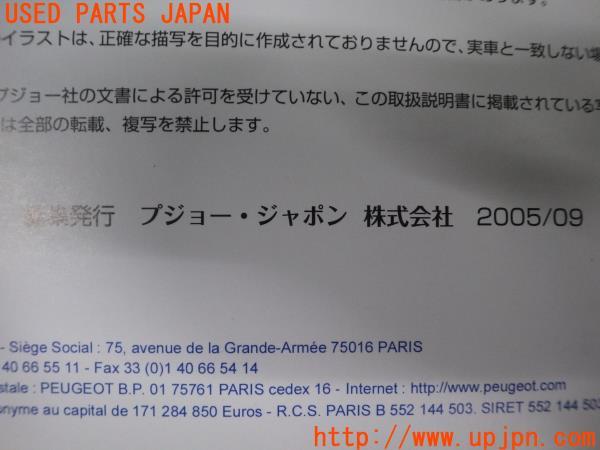 USED PARTS JAPAN
イラストは、正確な描写を目的に作成されておりませんので、実車と一致しない場
プジョー社の文書による許可を受けていない、この取扱説明書に掲載されている
は全部の転載、複写を禁止します。
発行 プジョー・ジャポン 株式会社 2005/09
- Siège Social : 75, avenue de la Grande-Armée 75016 PARIS
40 66 55 11 - Fax 33 (0)1 40 66 54 14
stale : PEUGEOT B.P. 01 75761 PARIS cedex 16 - Internet : http://www.peugeot.com
onyme au capital de 171 284 850 Euros - R.C.S. PARIS B 552 144 503. SIRET 552 144 503
http://www.upjpn.com/